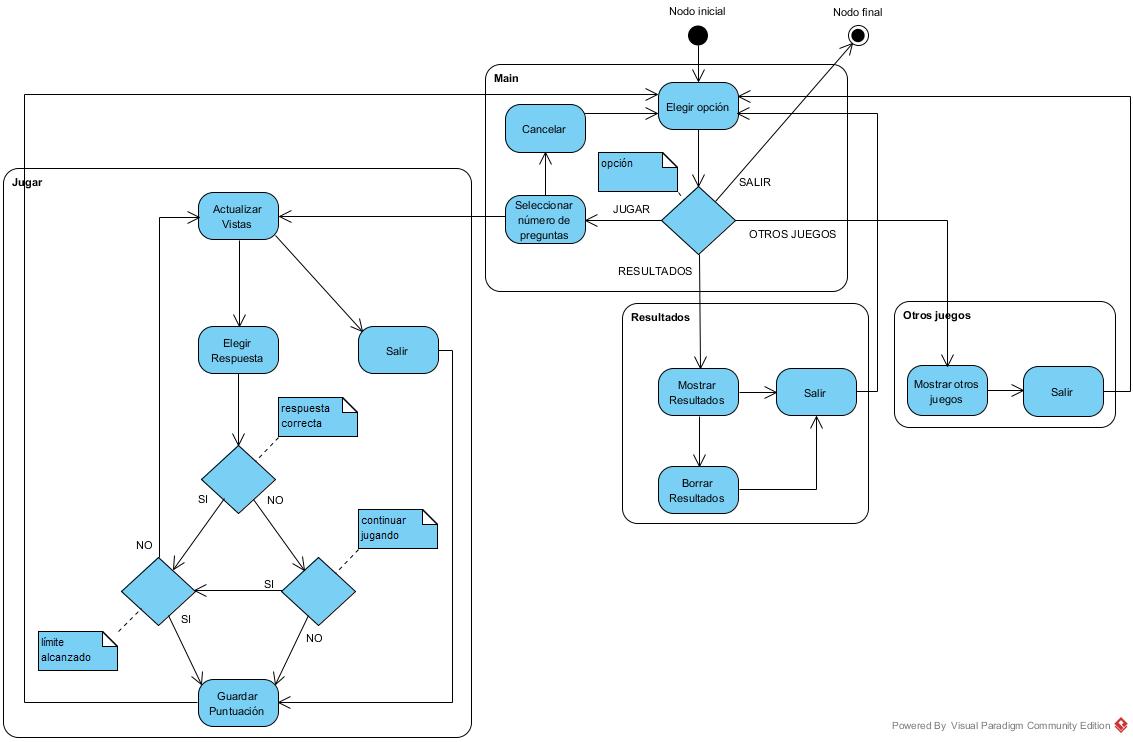 Nodo inicial
Nodo final
Main
Elegir opción
Cancelar
opción
SALIR
Seleccionar
número de
preguntas
JUGAR
OTROS JUEGOS
RESULTADOS
Jugar
Actualizar
Vistas
Elegir
Respuesta
Salir
respuesta
correcta
SI
NO
continuar
jugando
NO
SI
SI
NO
límite
alcanzado
Guardar
Puntuación
Resultados
Mostrar
Resultados
Salir
Borrar
Resultados
Otros juegos
Mostrar otros
juegos
Salir
Powered By Visual Paradigm Community Edition